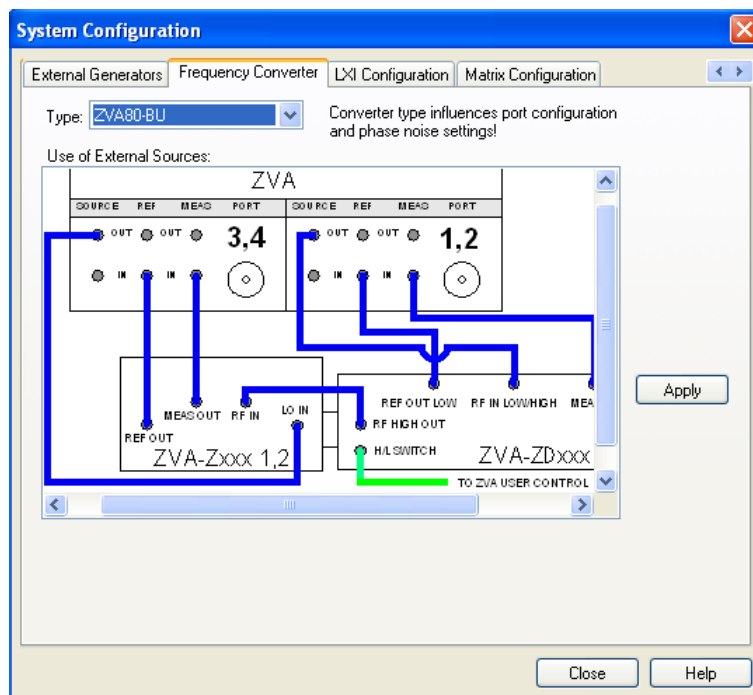 System Configuration
External Generators
Frequency Converter
LXI Configuration
Matrix Configuration
Type: ZVA80-BU
Converter type influences port configuration
and phase noise settings!
Use of External Sources:
ZVA
SOURCE REF MEAS PORT SOURCE REF MEAS PORT
OUT OUT 3,4 OUT OUT 1,2
IN IN IN IN
REF OUT LOW RF IN LOW/HIGH MEA
MEAS OUT RF IN LO IN
RF HIGH OUT
REF OUT
H/L SWITCH
ZVA-Zxxx 1,2
ZVA-ZDxxx
TO ZVA USER CONTROL
Apply
Close
Help